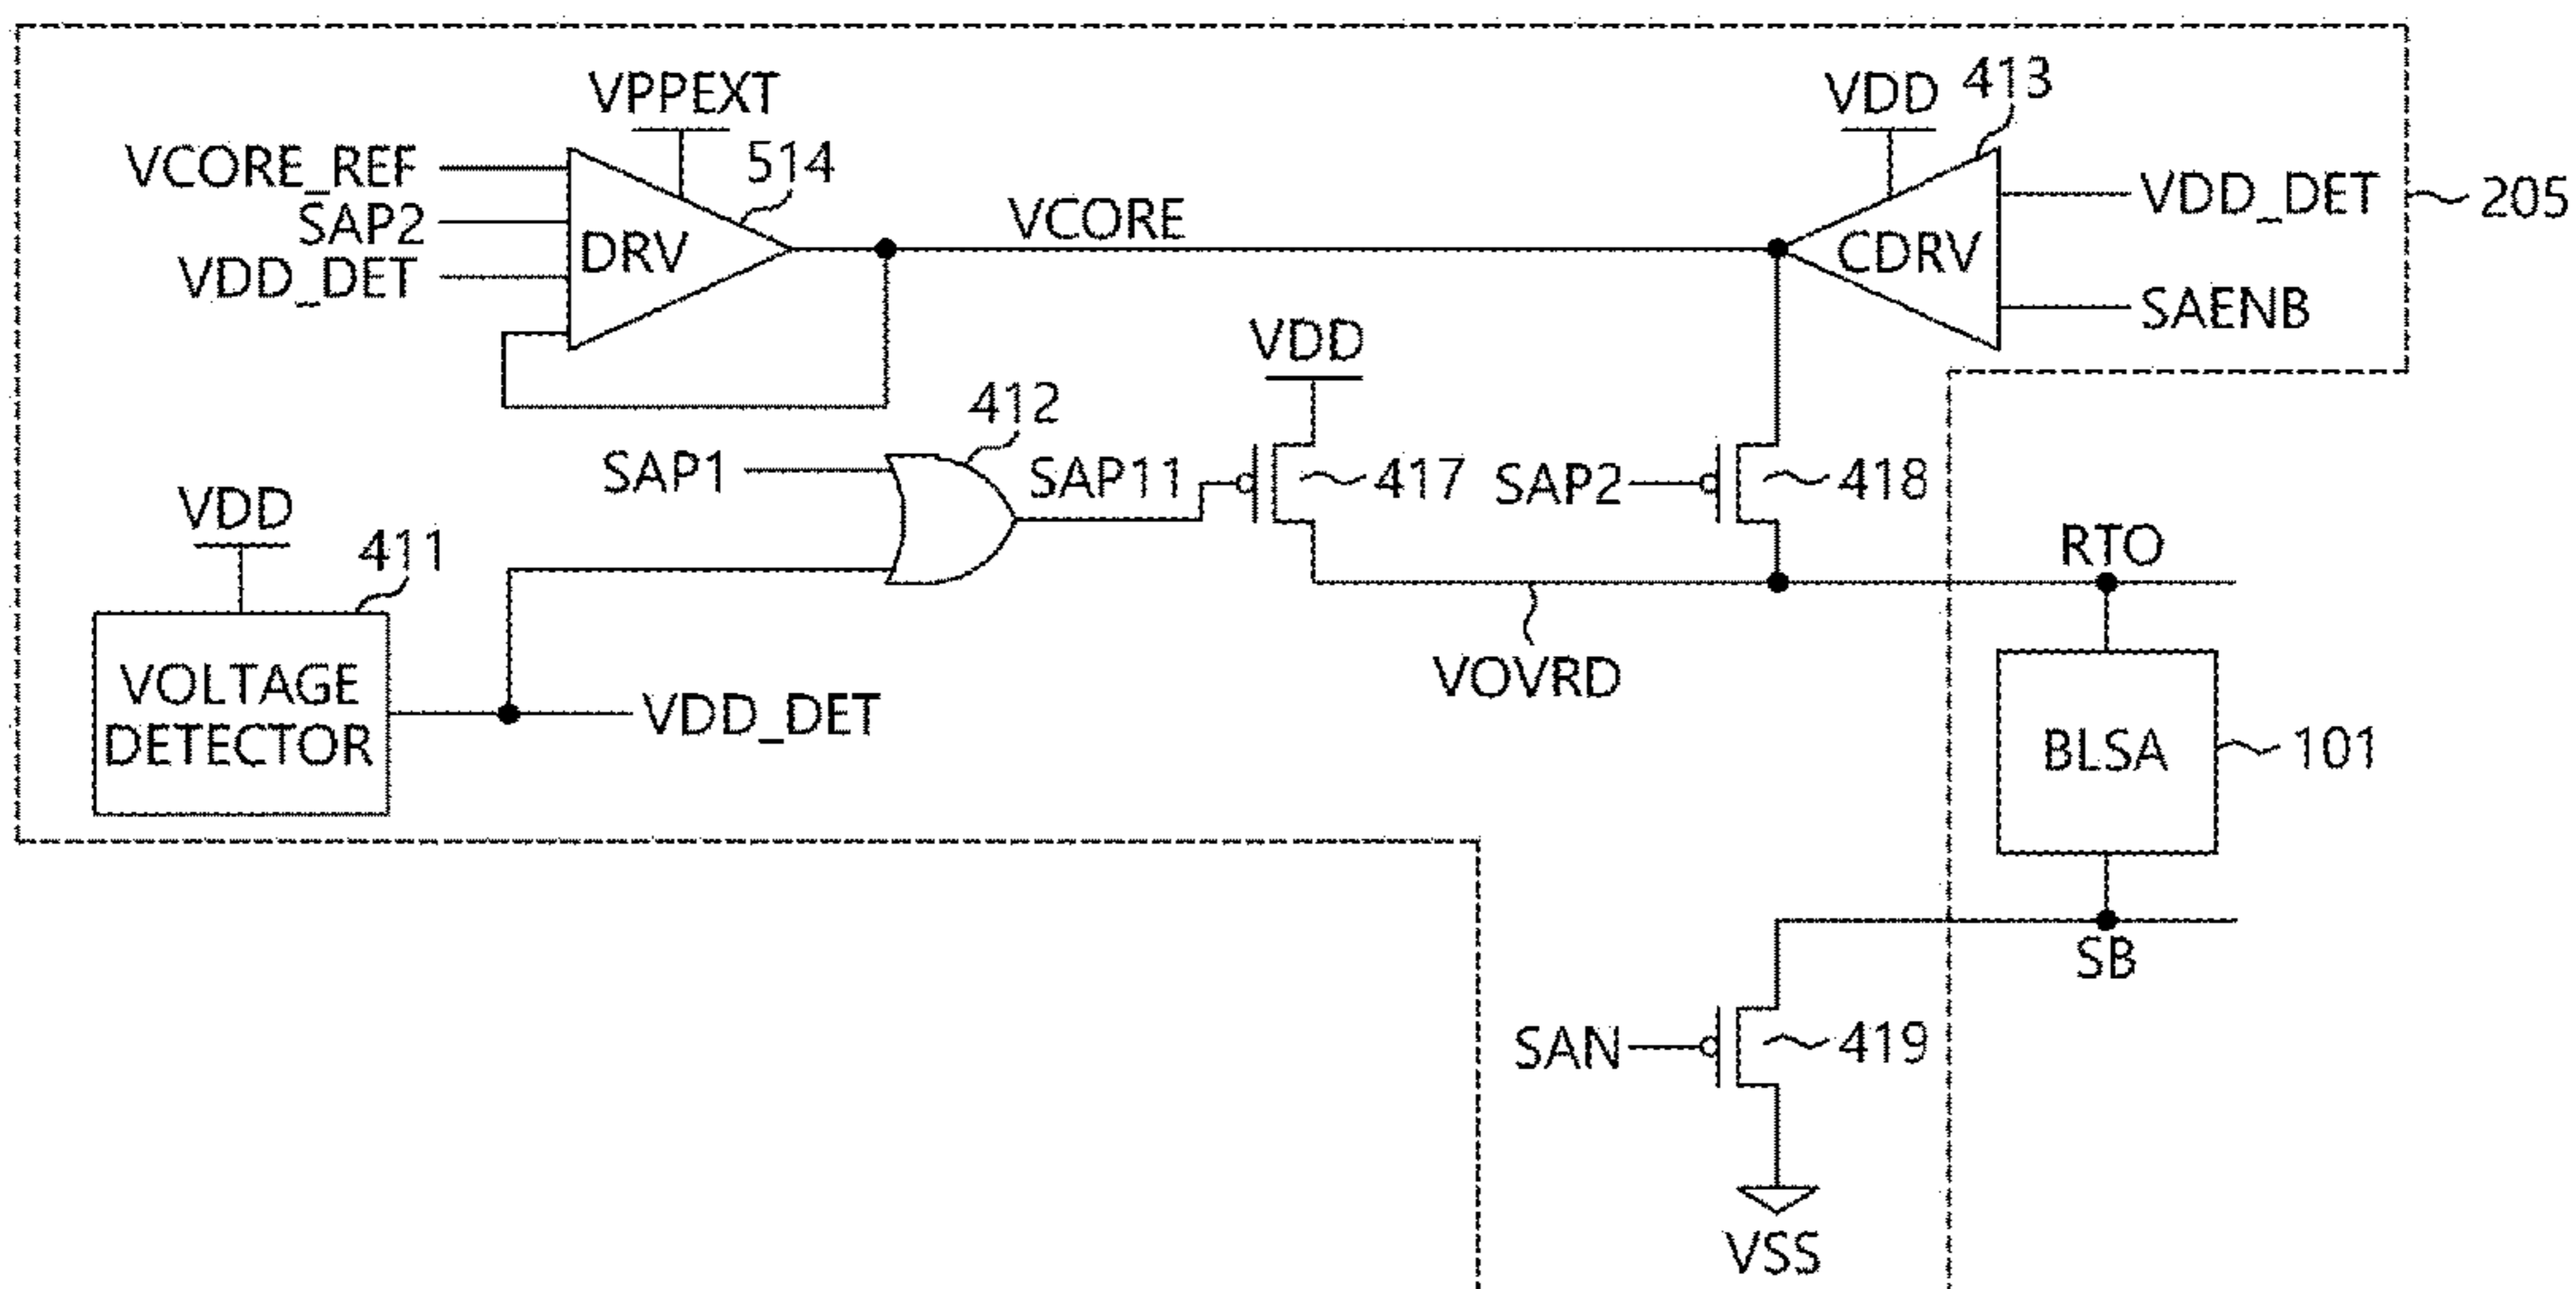 VPPEXT
VDD
413
VCORE_REF
514
VDD_DET
205
SAP2
VCORE
DRV
CDRV
VDD_DET
SAENB
VDD
412
SAP1
SAP11
417
SAP2
418
VDD
411
RTO
VOLTAGE
DETECTOR
VDD_DET
VOVRD
BLSA
101
SB
SAN
419
VSS